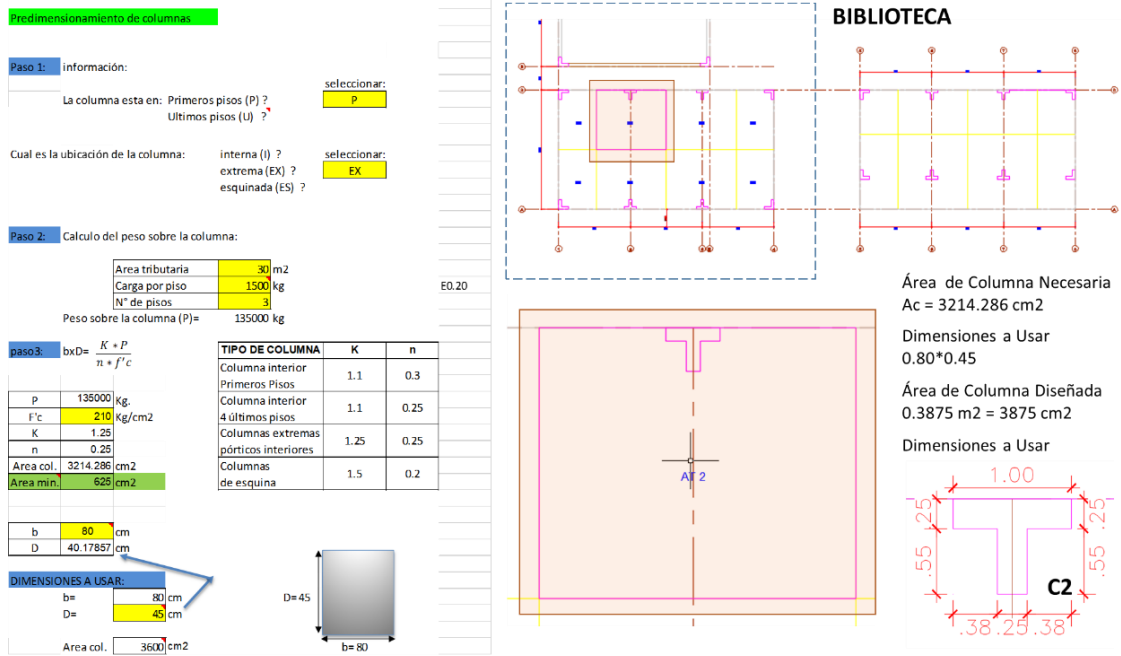 Predimensionamiento de columnas
Paso 1: información:
seleccionar:
La columna esta en: Primeros pisos (P) ? P
Ultimos pisos (U) ?
Cual es la ubicación de la columna: interna (I) ? seleccionar:
extrema (EX) ? EX
esquinada (ES) ?
Paso 2: Calculo del peso sobre la columna:
Area tributaria 30 m2
Carga por piso 1500 kg E0.20
N° de pisos 3
Peso sobre la columna (P)= 135000 kg
paso3: bxD= K * P / n * f'c
TIPO DE COLUMNA K n
Columna interior
Primeros Pisos 1.1 0.3
Columna interior
4 últimos pisos 1.1 0.25
Columnas extremas
pórticos interiores 1.25 0.25
Columnas
de esquina 1.5 0.2
P 135000 Kg.
F'c 210 Kg/cm2
K 1.25
n 0.25
Area col. 3214.286 cm2
Area min. 625 cm2
b 80 cm
D 40.17857 cm
DIMENSIONES A USAR:
b= 80 cm
D= 45 cm
Area col. 3600 cm2
D=45
b=80
BIBLIOTECA
AT 2
Área de Columna Necesaria
Ac = 3214.286 cm2
Dimensiones a Usar
0.80*0.45
Área de Columna Diseñada
0.3875 m2 = 3875 cm2
Dimensiones a Usar
1.00
.25
.25
.55
.55
C2
.38
.25
.38